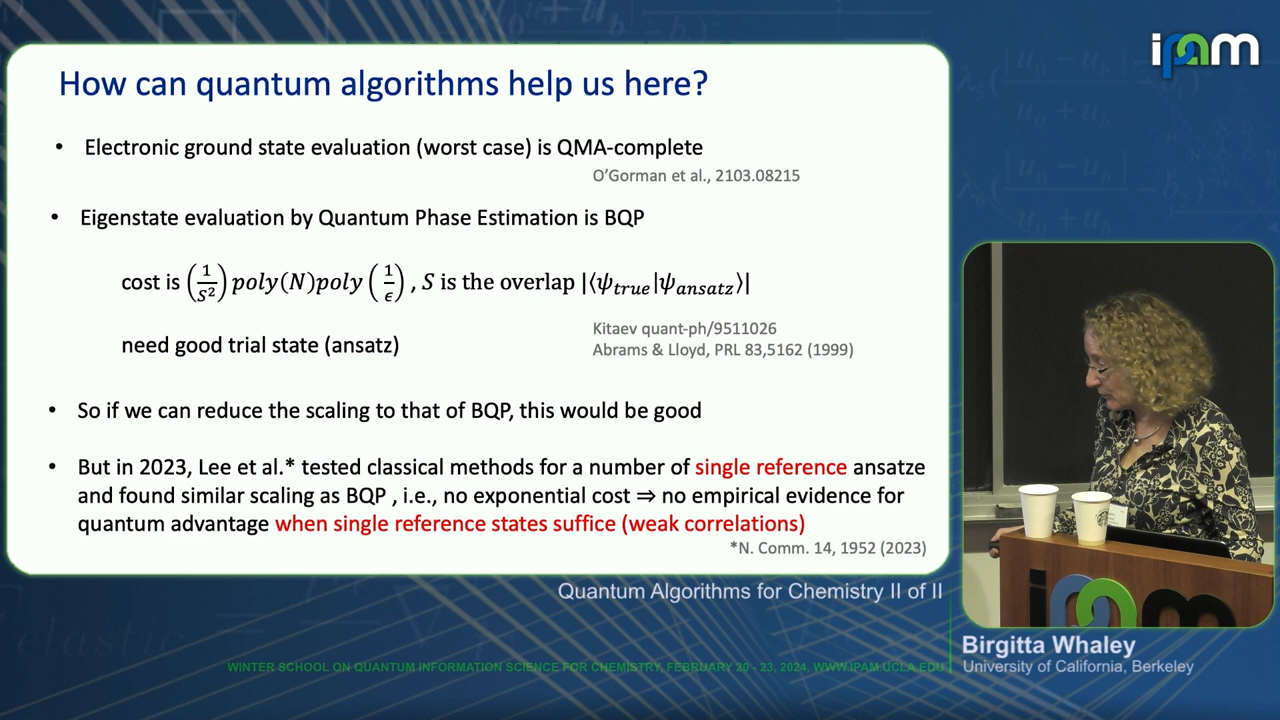 How can quantum algorithms help us here?
• Electronic ground state evaluation (worst case) is QMA-complete
O'Gorman et al., 2103.08215
• Eigenstate evaluation by Quantum Phase Estimation is BQP
cost is (1/S²) poly(N)poly (1/ϵ) , S is the overlap |⟨ψ_true|ψ_ansatz⟩|
Kitaev quant-ph/9511026
need good trial state (ansatz)
Abrams & Lloyd, PRL 83,5162 (1999)
• So if we can reduce the scaling to that of BQP, this would be good
• But in 2023, Lee et al.* tested classical methods for a number of single reference ansatze
and found similar scaling as BQP , i.e., no exponential cost ⇒ no empirical evidence for
quantum advantage when single reference states suffice (weak correlations)
*N. Comm. 14, 1952 (2023)
ipam
ipam
Quantum Algorithms for Chemistry II of II
Birgitta Whaley
University of California, Berkeley
WINTER SCHOOL ON QUANTUM INFORMATION SCIENCE FOR CHEMISTRY, FEBRUARY 20 - 23, 2024, WWW.IPAM.UCLA.EDU